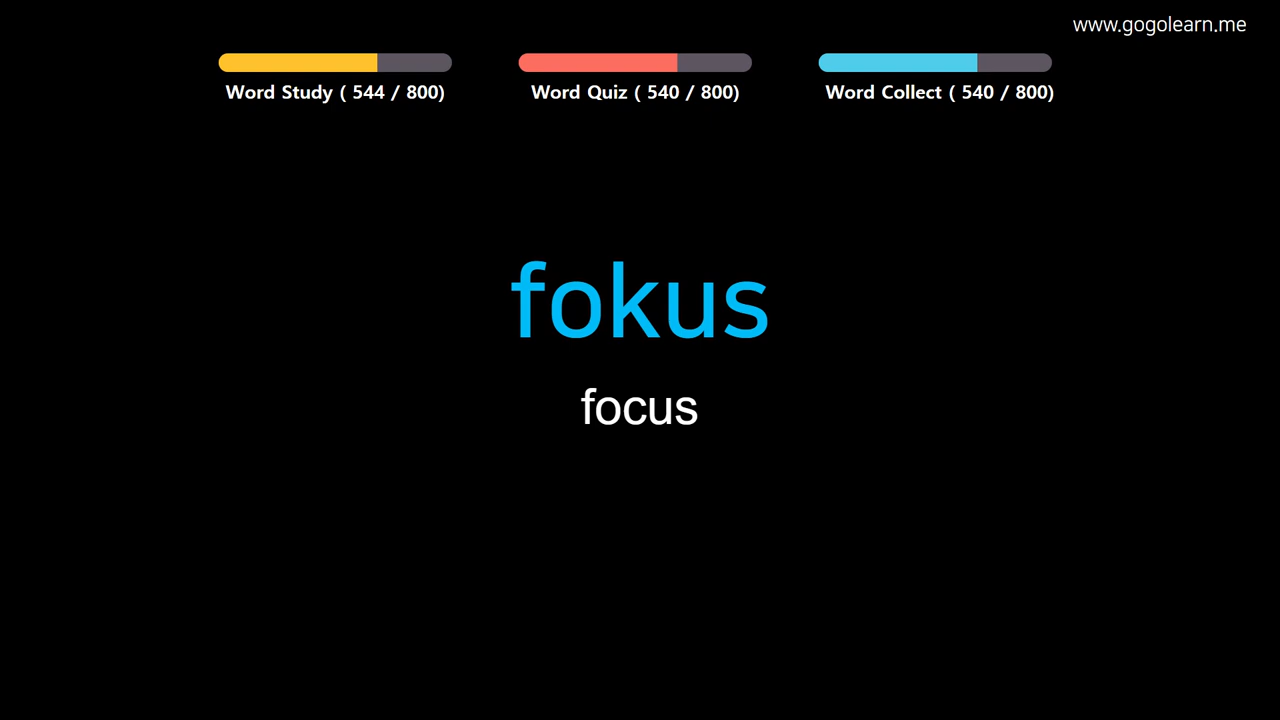 www.gogolearn.me
Word Study ( 544 / 800)
Word Quiz ( 540 / 800)
Word Collect ( 540 / 800)
fokus
focus